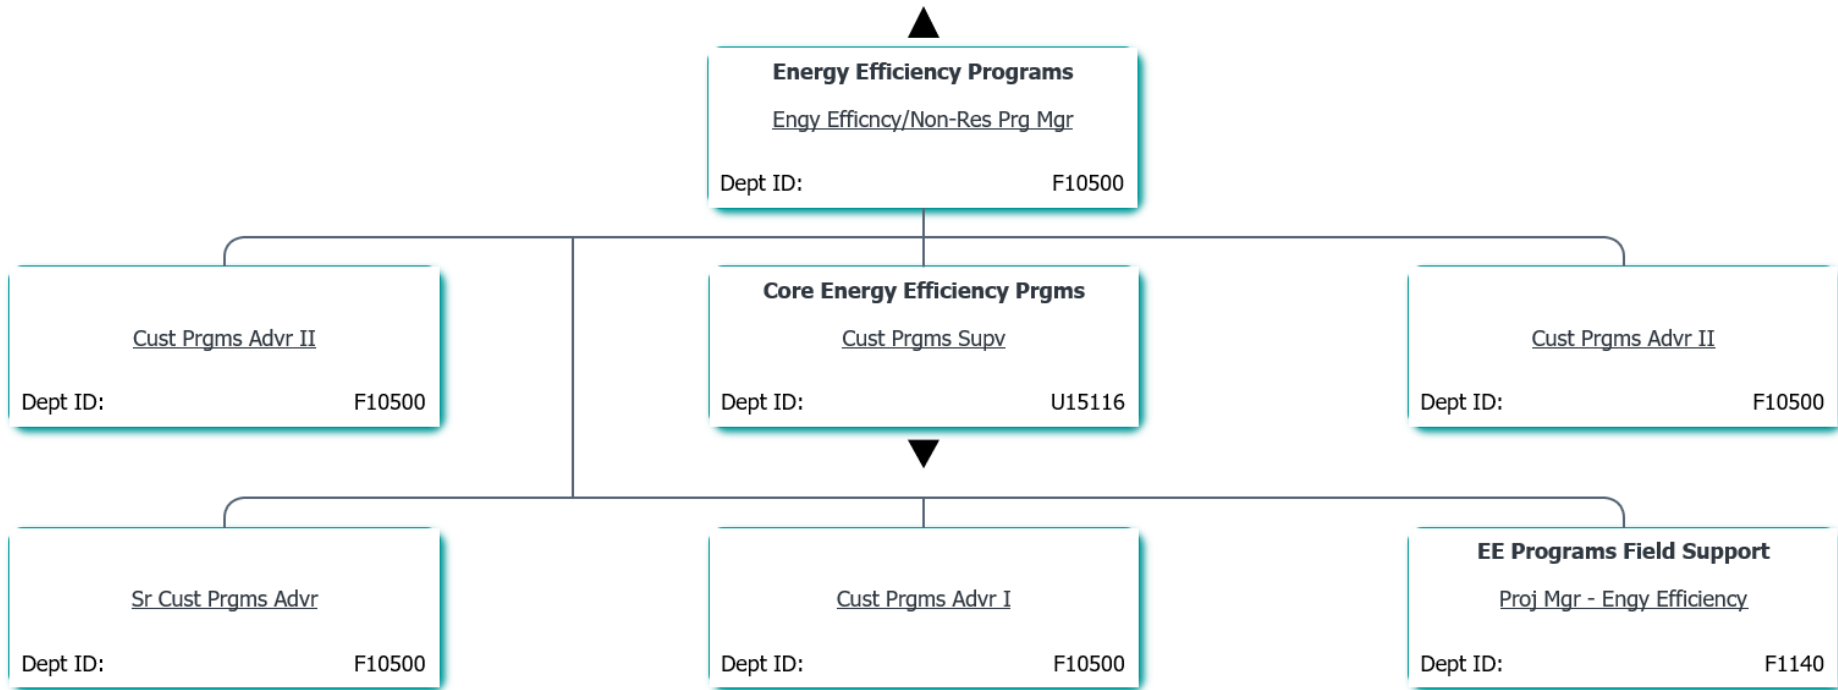 Energy Efficiency Programs
Engy Efficncy/Non-Res Prg Mgr
Dept ID: F10500
Cust Prgms Advr II
Dept ID: F10500
Core Energy Efficiency Prgms
Cust Prgms Supv
Dept ID: U15116
Cust Prgms Advr II
Dept ID: F10500
Sr Cust Prgms Advr
Dept ID: F10500
Cust Prgms Advr I
Dept ID: F10500
EE Programs Field Support
Proj Mgr - Engy Efficiency
Dept ID: F1140